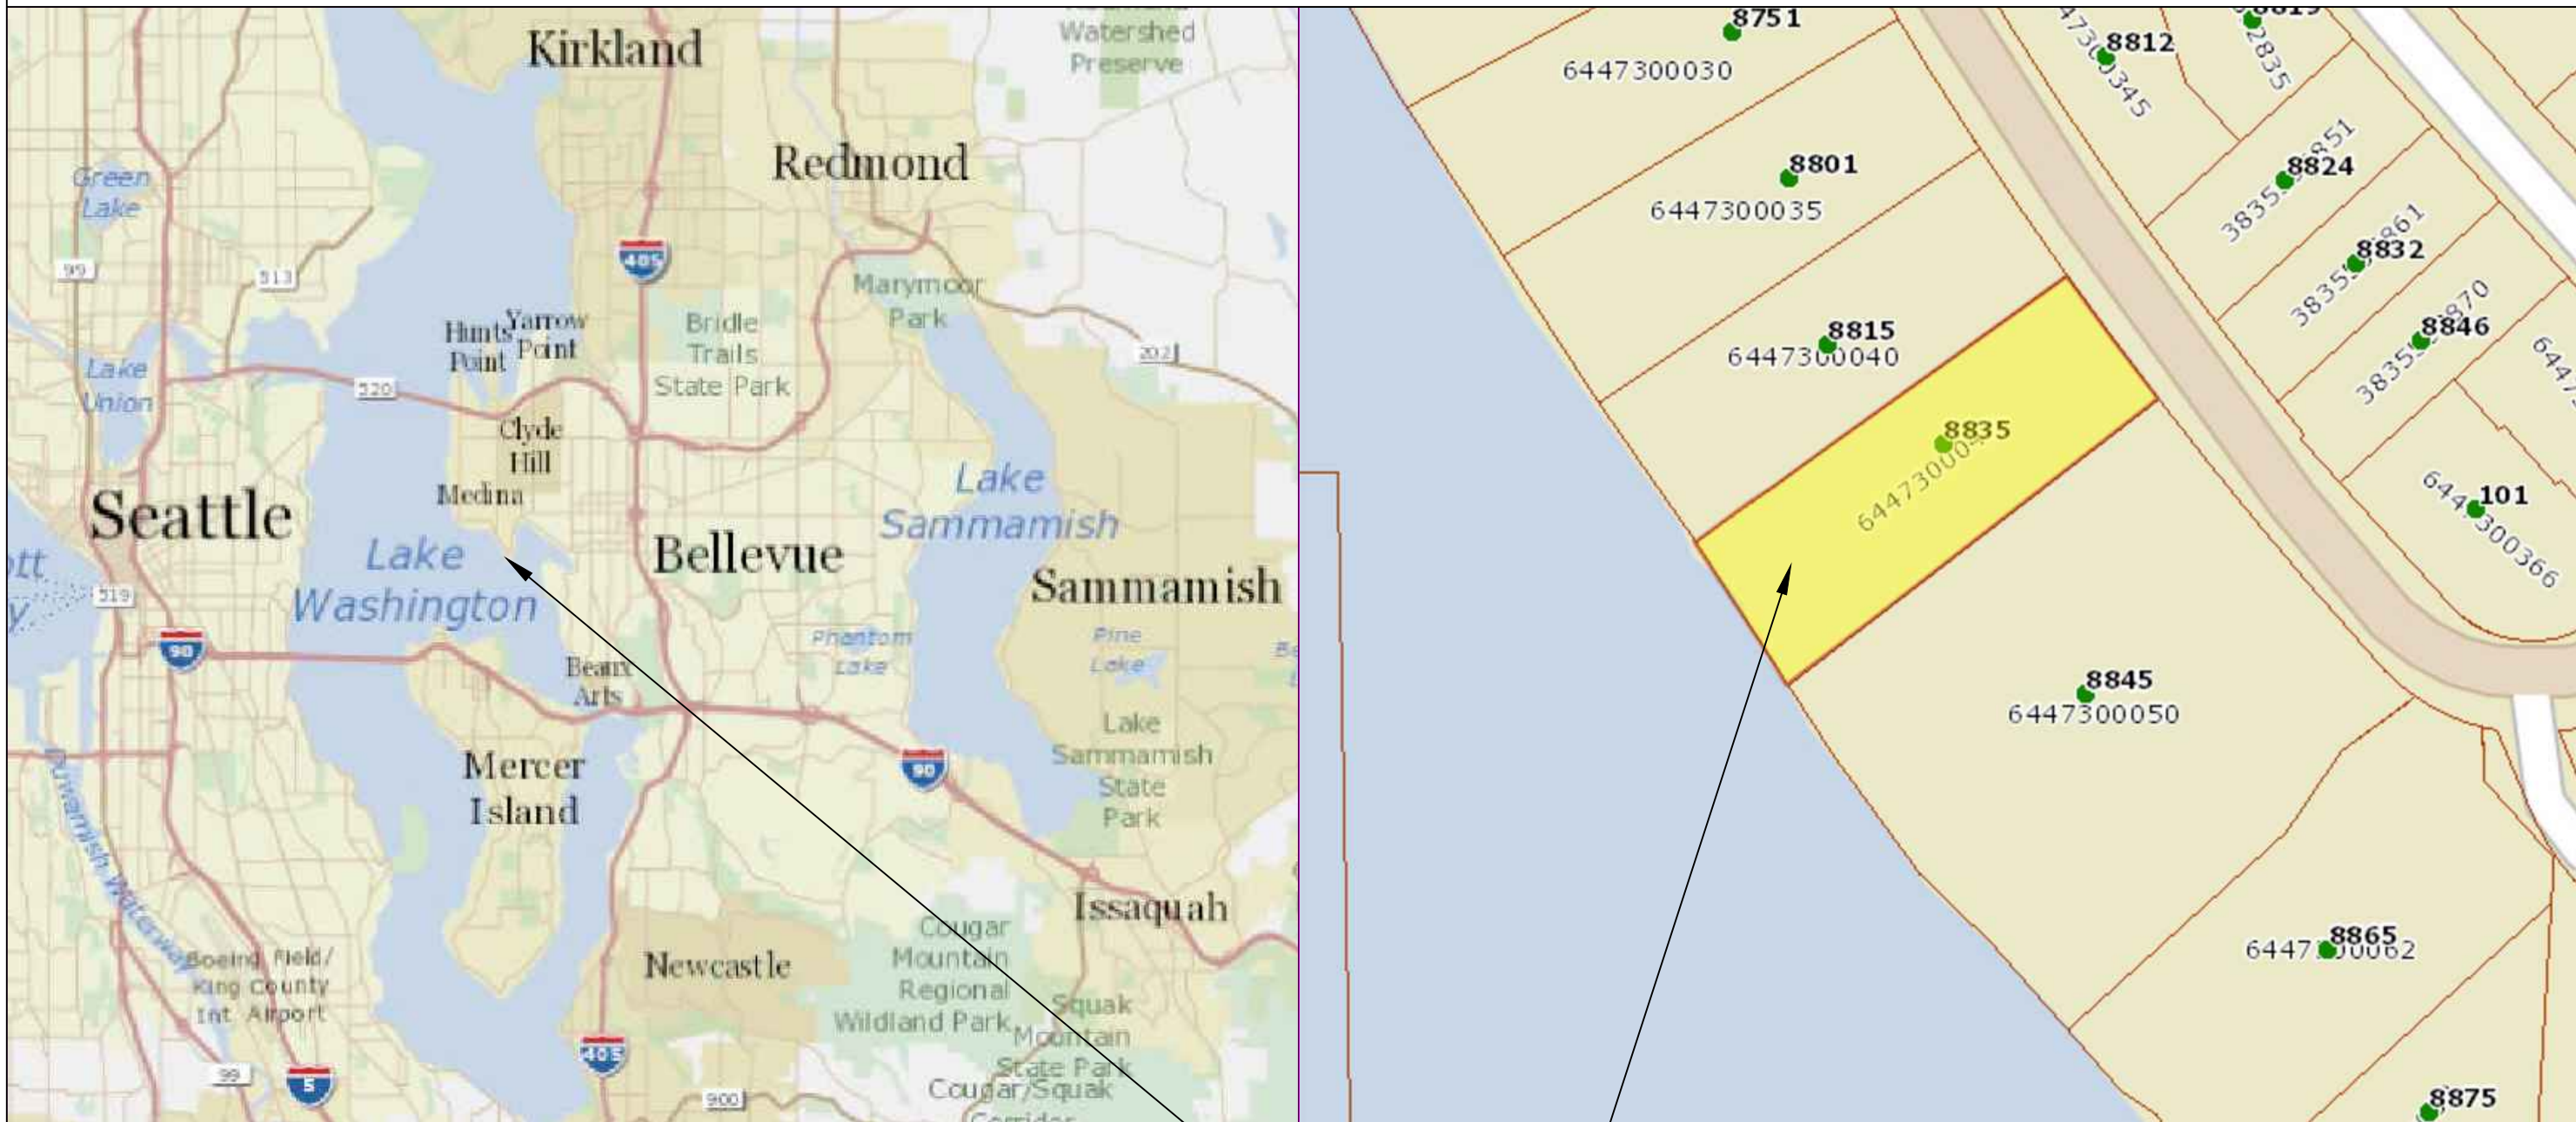 Kirkland
Watershed
Preserve
Redmond
Green
Lake
99
513
405
Marymoor
Park
Hunts
Point
Yarrow
Point
Bridle
Trails
State Park
202
Lake
Union
520
Clyde
Hill
Medina
Lake
Sammamish
Seattle
Lake
Washington
Bellevue
Sammamish
519
90
Beaux
Arts
Phantom
Lake
Pine
Lake
Mercer
Island
90
Lake
Sammamish
State
Park
Duwamish Waterway
Issaquah
Boeing Field/
King County
Int Airport
Newcastle
Cougar
Mountain
Regional
Wildland Park
Squak
Mountain
State Park
Cougar/Squak
Corridor
405
99
5
900
8751
6447300030
8812
8801
6447300035
8824
8832
8815
6447300040
8846
8835
101
8845
6447300050
8865
8875